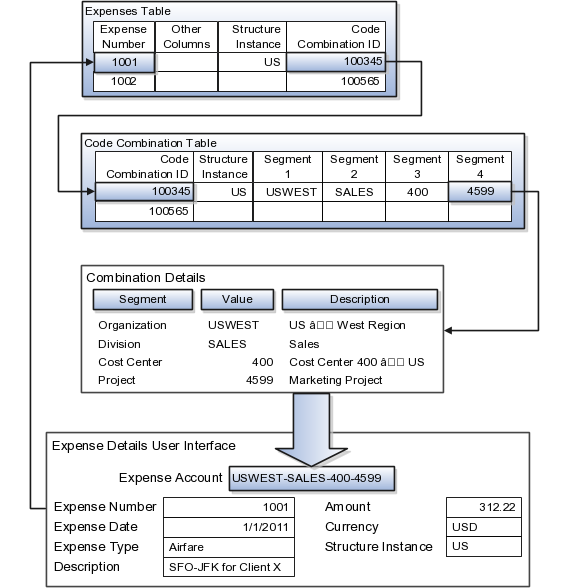 Expenses Table
Expense Number Other Columns Structure Instance Code Combination ID
1001 US 100345
1002 100565
Code Combination Table
Code Combination ID Structure Instance Segment 1 Segment 2 Segment 3 Segment 4
100345 US USWEST SALES 400 4599
100565
Combination Details
Segment Value Description
Organization USWEST US â□□ West Region
Division SALES Sales
Cost Center 400 Cost Center 400 â□□ US
Project 4599 Marketing Project
Expense Details User Interface
Expense Account USWEST-SALES-400-4599
Expense Number 1001 Amount 312.22
Expense Date 1/1/2011 Currency USD
Expense Type Airfare Structure Instance US
Description SFO-JFK for Client X